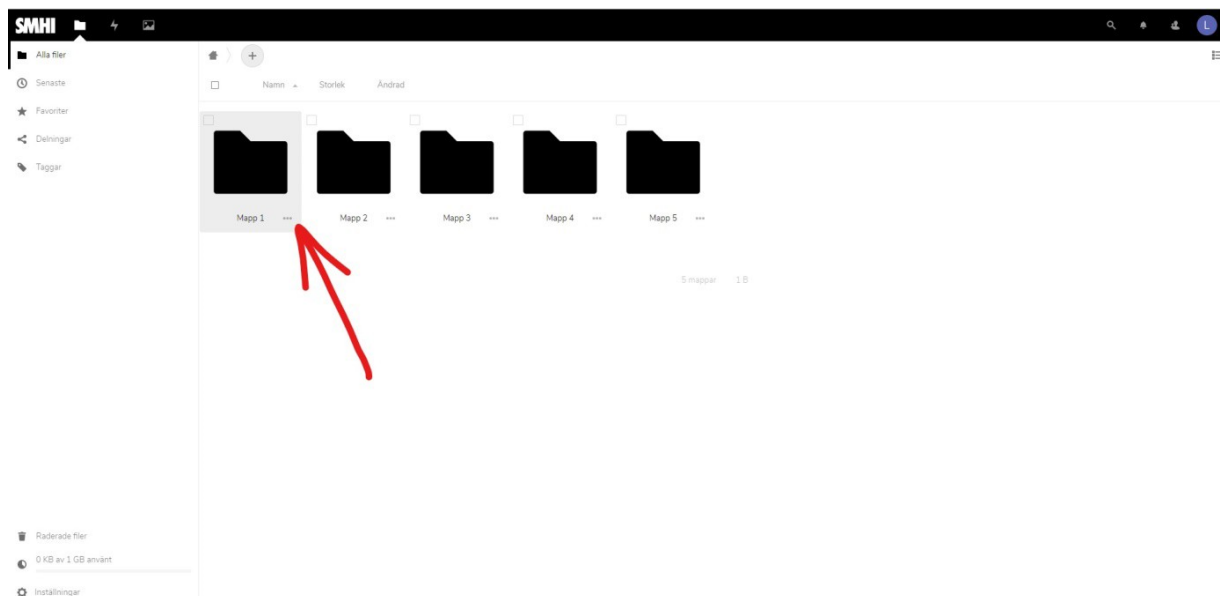 SMHI
L
Alla filer
Senaste
Favoriter
Delningar
Taggar
Namn Storlek Ändrad
Mapp 1 Mapp 2 Mapp 3 Mapp 4 Mapp 5
5 mappar 1 B
Raderade filer
0 KB av 1 GB använt
Inställningar